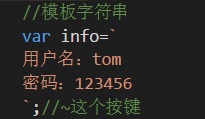 //模板字符串
var info=`
用户名：tom
密码：123456
`;//~这个按键